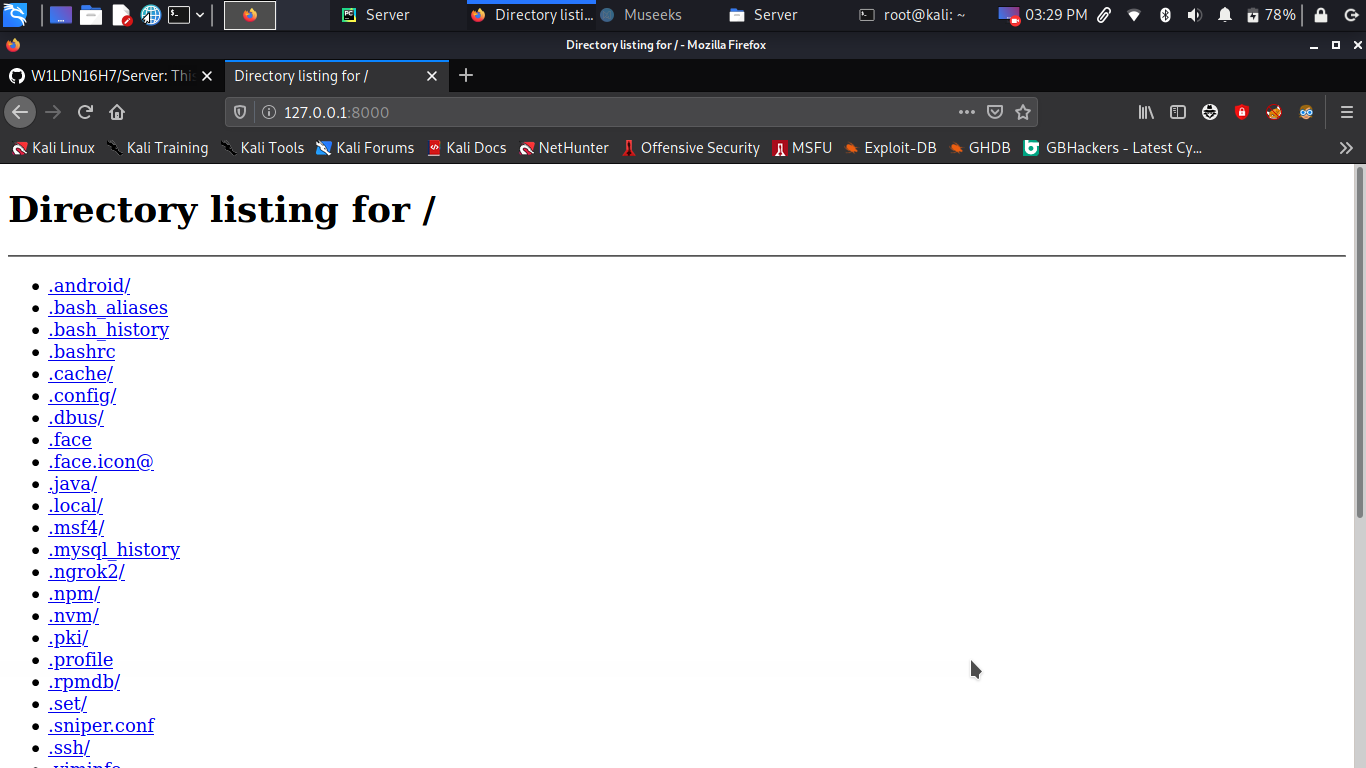 Server
Directory listi...
Museeks
Server
root@kali: ~
03:29 PM
78%
Directory listing for / - Mozilla Firefox
W1LDN16H7/Server: Thi
Directory listing for /
127.0.0.1:8000
Kali Linux
Kali Training
Kali Tools
Kali Forums
Kali Docs
NetHunter
Offensive Security
MSFU
Exploit-DB
GHDB
GBHackers - Latest Cy...
Directory listing for /
.android/
.bash_aliases
.bash_history
.bashrc
.cache/
.config/
.dbus/
.face
.face.icon@
.java/
.local/
.msf4/
.mysql_history
.ngrok2/
.npm/
.nvm/
.pki/
.profile
.rpmdb/
.set/
.sniper.conf
.ssh/